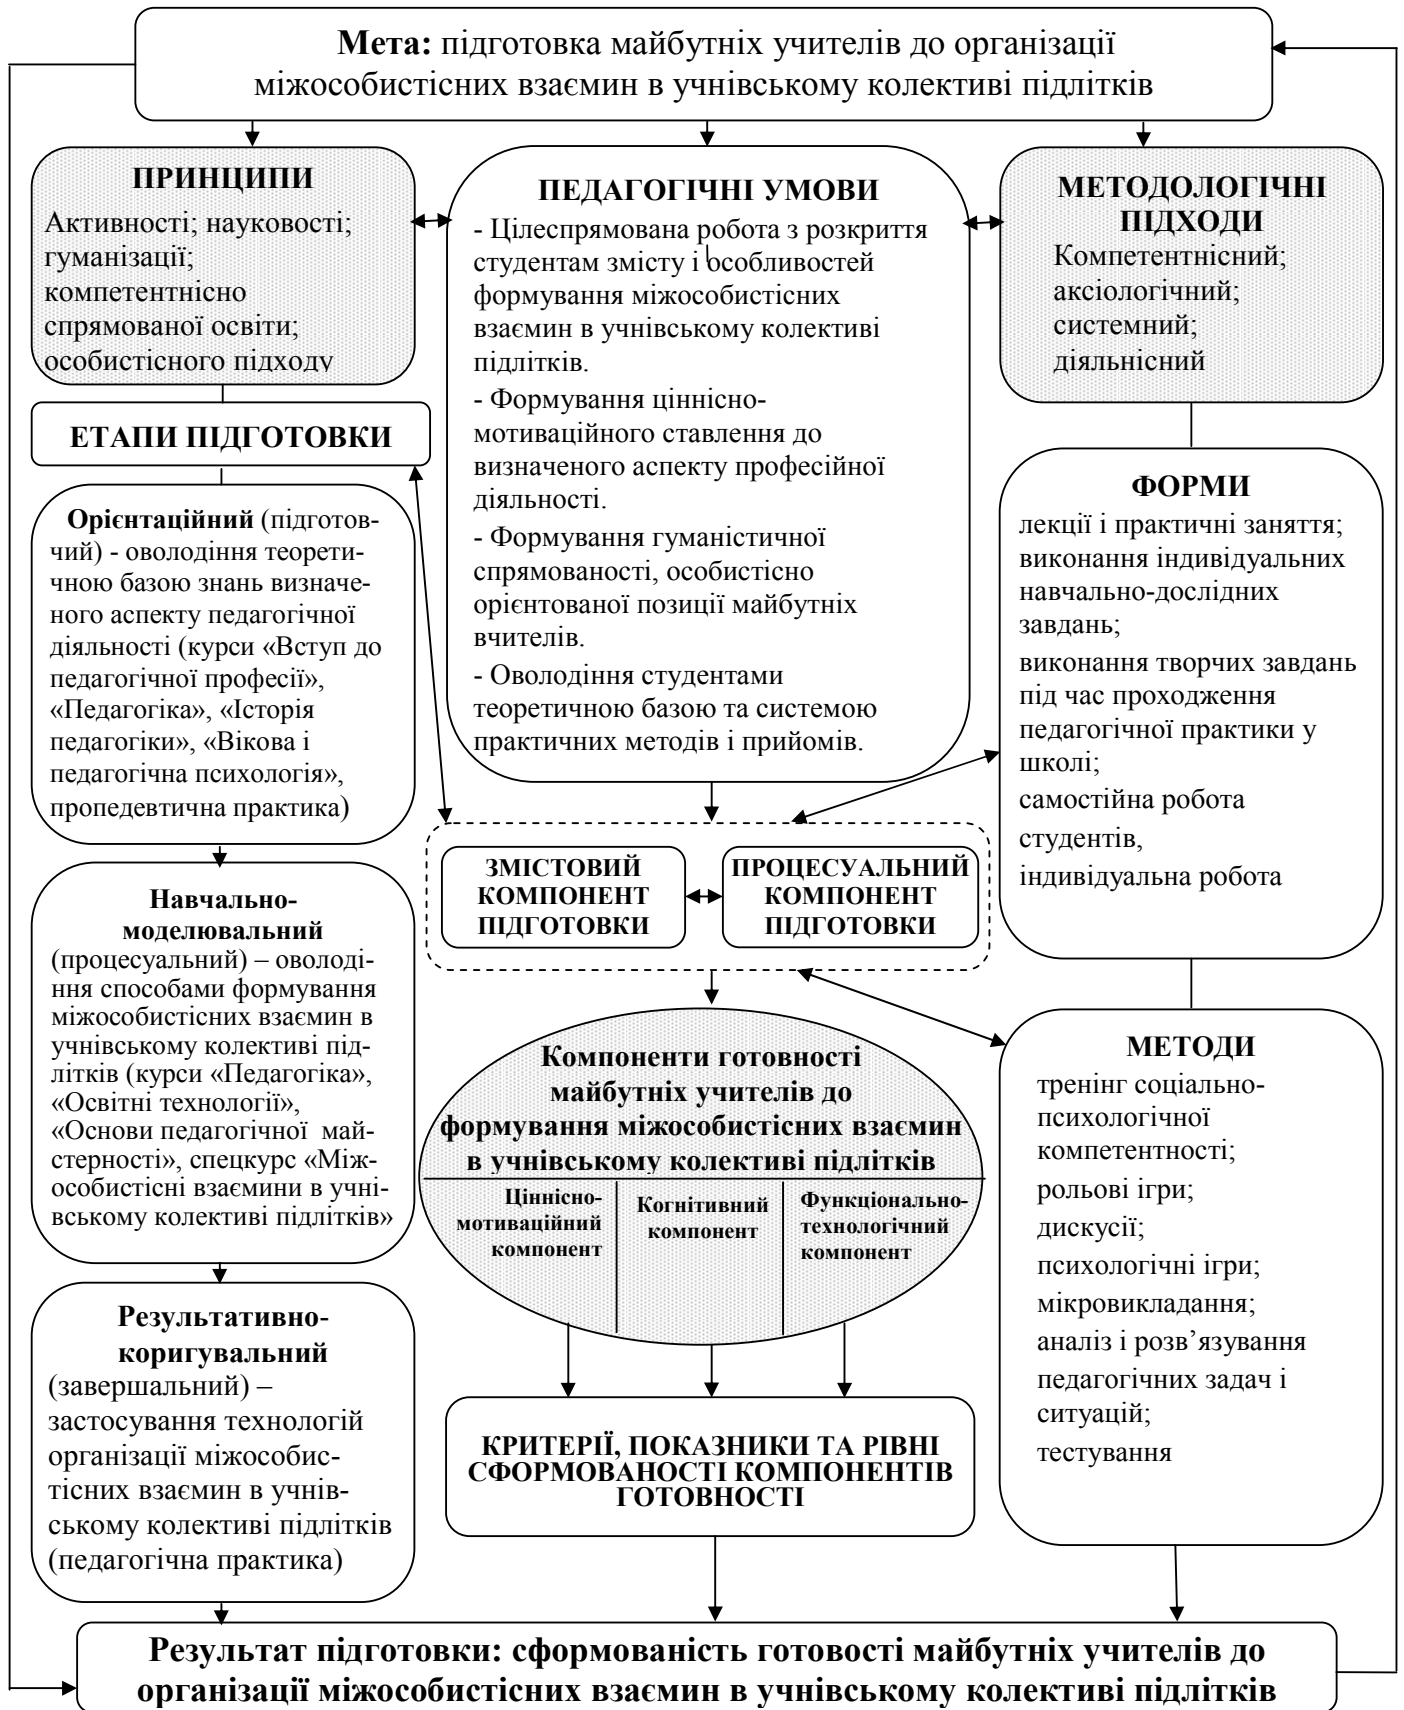 Мета: підготовка майбутніх учителів до організації
міжособистісних взаємин в учнівському колективі підлітків
ПРИНЦИПИ
Активності; науковості;
гуманізації;
компетентнісно
спрямованої освіти;
особистісного підходу
ПЕДАГОГІЧНІ УМОВИ
- Цілеспрямована робота з розкриття
студентам змісту і особливостей
формування міжособистісних
взаємин в учнівському колективі
підлітків.
- Формування ціннісно-
мотиваційного ставлення до
визначеного аспекту професійної
діяльності.
- Формування гуманістичної
спрямованості, особистісно
орієнтованої позиції майбутніх
вчителів.
- Оволодіння студентами
теоретичною базою та системою
практичних методів і прийомів.
МЕТОДОЛОГІЧНІ
ПІДХОДИ
Компетентнісний;
аксіологічний;
системний;
діяльнісний
ЕТАПИ ПІДГОТОВКИ
Орієнтаційний (підготов-
чий) - оволодіння теорети-
чною базою знань визначе-
ного аспекту педагогічної
діяльності (курси «Вступ до
педагогічної професії»,
«Педагогіка», «Історія
педагогіки», «Вікова і
педагогічна психологія»,
пропедевтична практика)
ФОРМИ
лекції і практичні заняття;
виконання індивідуальних
навчально-дослідних
завдань;
виконання творчих завдань
під час проходження
педагогічної практики у
школі;
самостійна робота
студентів,
індивідуальна робота
ЗМІСТОВИЙ
КОМПОНЕНТ
ПІДГОТОВКИ
ПРОЦЕСУАЛЬНИЙ
КОМПОНЕНТ
ПІДГОТОВКИ
Навчально-
моделювальний
(процесуальний) – оволоді-
ння способами формування
міжособистісних взаємин в
учнівському колективі під-
літків (курси «Педагогіка»,
«Освітні технології»,
«Основи педагогічної май-
стерності», спецкурс «Між-
особистісні взаємини в учні-
вському колективі підлітків»
Компоненти готовності
майбутніх учителів до
формування міжособистісних взаємин
в учнівському колективі підлітків
Ціннісно-
мотиваційний
компонент
Когнітивний
компонент
Функціонально-
технологічний
компонент
МЕТОДИ
тренінг соціально-
психологічної
компетентності;
рольові ігри;
дискусії;
психологічні ігри;
мікровикладання;
аналіз і розв’язування
педагогічних задач і
ситуацій;
тестування
Результативно-
коригувальний
(завершальний) –
застосування технологій
організації міжособис-
тісних взаємин в учнів-
ському колективі підлітків
(педагогічна практика)
КРИТЕРІЇ, ПОКАЗНИКИ ТА РІВНІ
СФОРМОВАНОСТІ КОМПОНЕНТІВ
ГОТОВНОСТІ
Результат підготовки: сформованість готовості майбутніх учителів до
організації міжособистісних взаємин в учнівському колективі підлітків